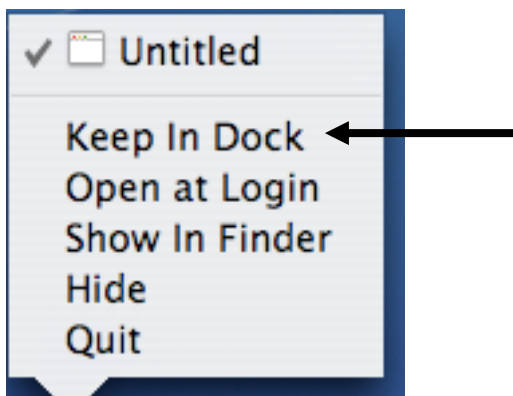 Untitled
Keep In Dock
Open at Login
Show In Finder
Hide
Quit